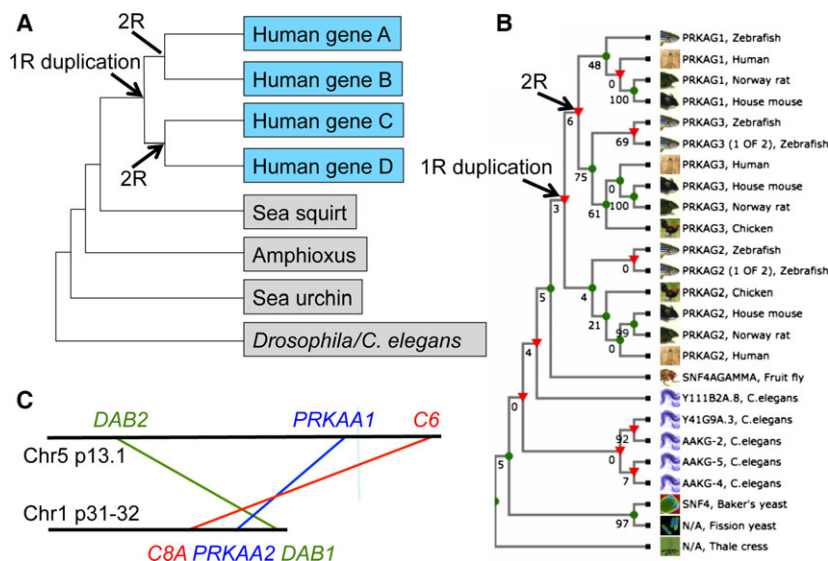 A
2R
1R duplication
2R
Human gene A
Human gene B
Human gene C
Human gene D
Sea squirt
Amphioxus
Sea urchin
Drosophila/C. elegans
C
DAB2
PRKAA1
C6
Chr5 p13.1
Chr1 p31-32
C8A PRKAA2 DAB1
B
2R
1R duplication
PRKAG1, Zebrafish
48
PRKAG1, Human
0
PRKAG1, Norway rat
100
PRKAG1, House mouse
6
PRKAG3, Zebrafish
69
PRKAG3 (1 OF 2), Zebrafish
75
PRKAG3, Human
0
PRKAG3, House mouse
100
PRKAG3, Norway rat
61
3
PRKAG3, Chicken
PRKAG2, Zebrafish
0
PRKAG2 (1 OF 2), Zebrafish
5
4
PRKAG2, Chicken
21
PRKAG2, House mouse
99
PRKAG2, Norway rat
0
4
PRKAG2, Human
SNF4AGAMMA, Fruit fly
Y111B2A.8, C.elegans
0
Y41G9A.3, C.elegans
92
AAKG-2, C.elegans
0
5
AAKG-5, C.elegans
7
AAKG-4, C.elegans
SNF4, Baker's yeast
97
N/A, Fission yeast
N/A, Thale cress